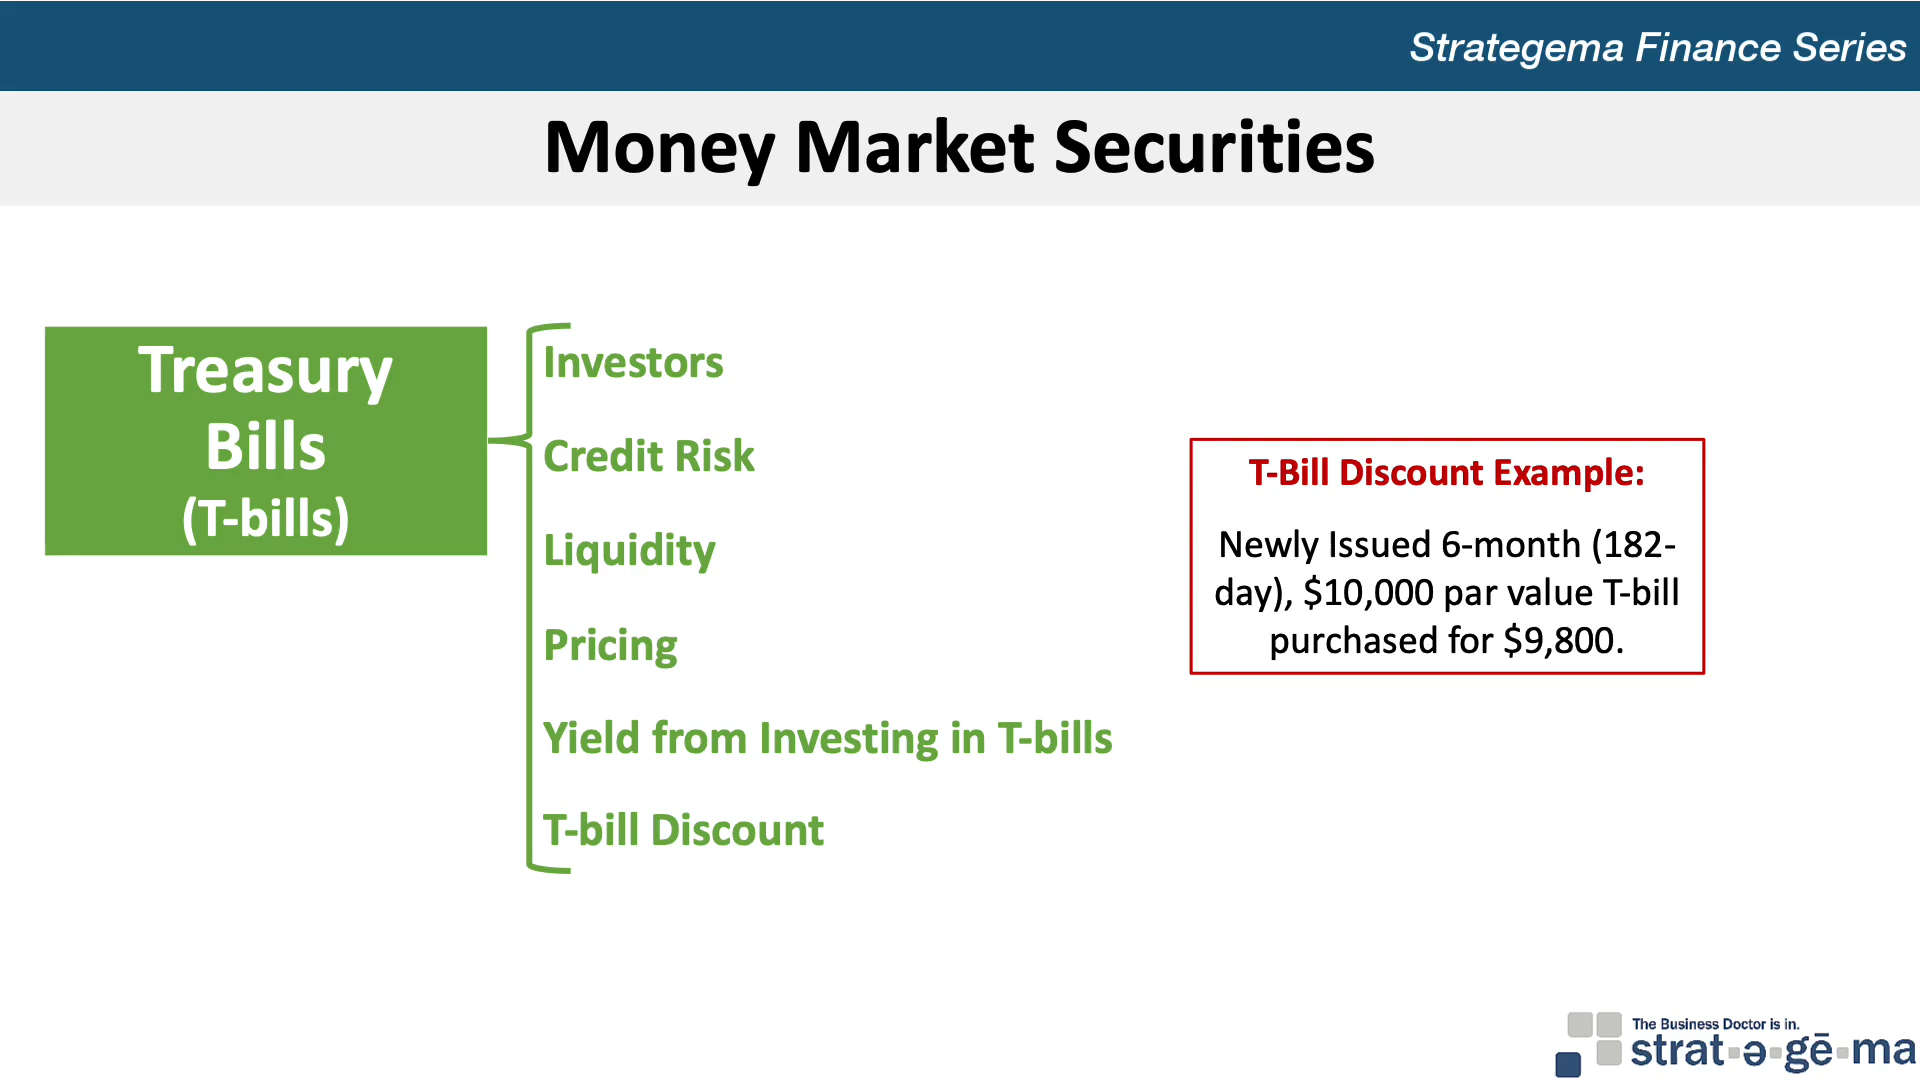 Strategema Finance Series
Money Market Securities
Treasury
Bills
(T-bills)
Investors
Credit Risk
Liquidity
Pricing
Yield from Investing in T-bills
T-bill Discount
T-Bill Discount Example:
Newly Issued 6-month (182-
day), $10,000 par value T-bill
purchased for $9,800.
The Business Doctor is in.
strat-ə-gē-ma